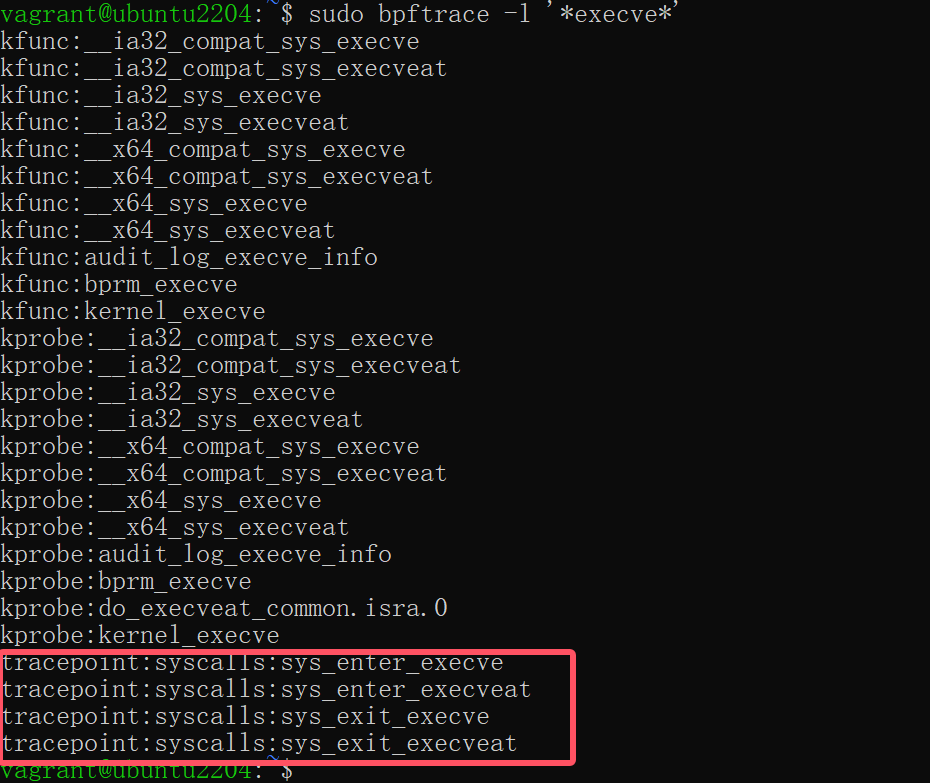 vagrant@ubuntu2204:~$ sudo bpftrace -l '*execve*'
kfunc:__ia32_compat_sys_execve
kfunc:__ia32_compat_sys_execveat
kfunc:__ia32_sys_execve
kfunc:__ia32_sys_execveat
kfunc:__x64_compat_sys_execve
kfunc:__x64_compat_sys_execveat
kfunc:__x64_sys_execve
kfunc:__x64_sys_execveat
kfunc:audit_log_execve_info
kfunc:bprm_execve
kfunc:kernel_execve
kprobe:__ia32_compat_sys_execve
kprobe:__ia32_compat_sys_execveat
kprobe:__ia32_sys_execve
kprobe:__ia32_sys_execveat
kprobe:__x64_compat_sys_execve
kprobe:__x64_compat_sys_execveat
kprobe:__x64_sys_execve
kprobe:__x64_sys_execveat
kprobe:audit_log_execve_info
kprobe:bprm_execve
kprobe:do_execveat_common.isra.0
kprobe:kernel_execve
tracepoint:syscalls:sys_enter_execve
tracepoint:syscalls:sys_enter_execveat
tracepoint:syscalls:sys_exit_execve
tracepoint:syscalls:sys_exit_execveat
vagrant@ubuntu2204:~$